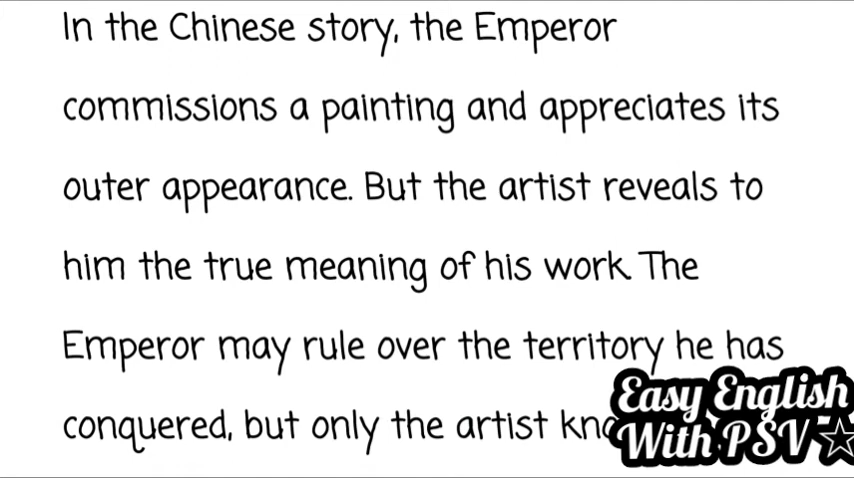 In the Chinese story, the Emperor
commissions a painting and appreciates its
outer appearance. But the artist reveals to
him the true meaning of his work. The
Emperor may rule over the territory he has
conquered, but only the artist
Easy English
With PSV